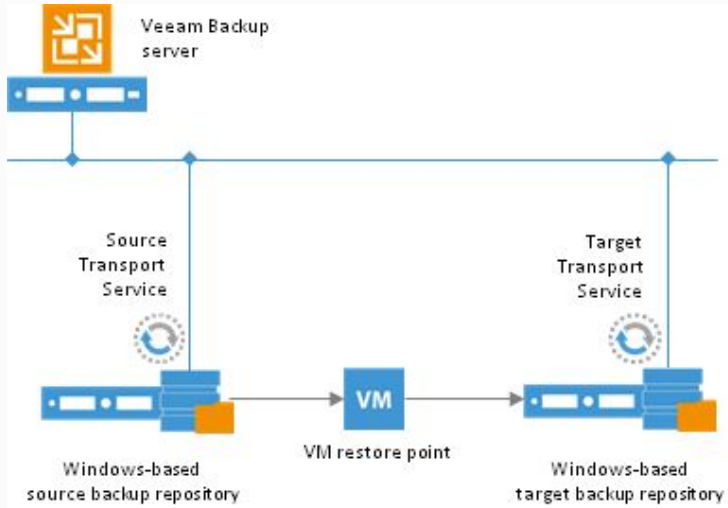 Veeam Backup
server
Source
Transport
Service
Target
Transport
Service
VM
VM restore point
Windows-based
source backup repository
Windows-based
target backup repository